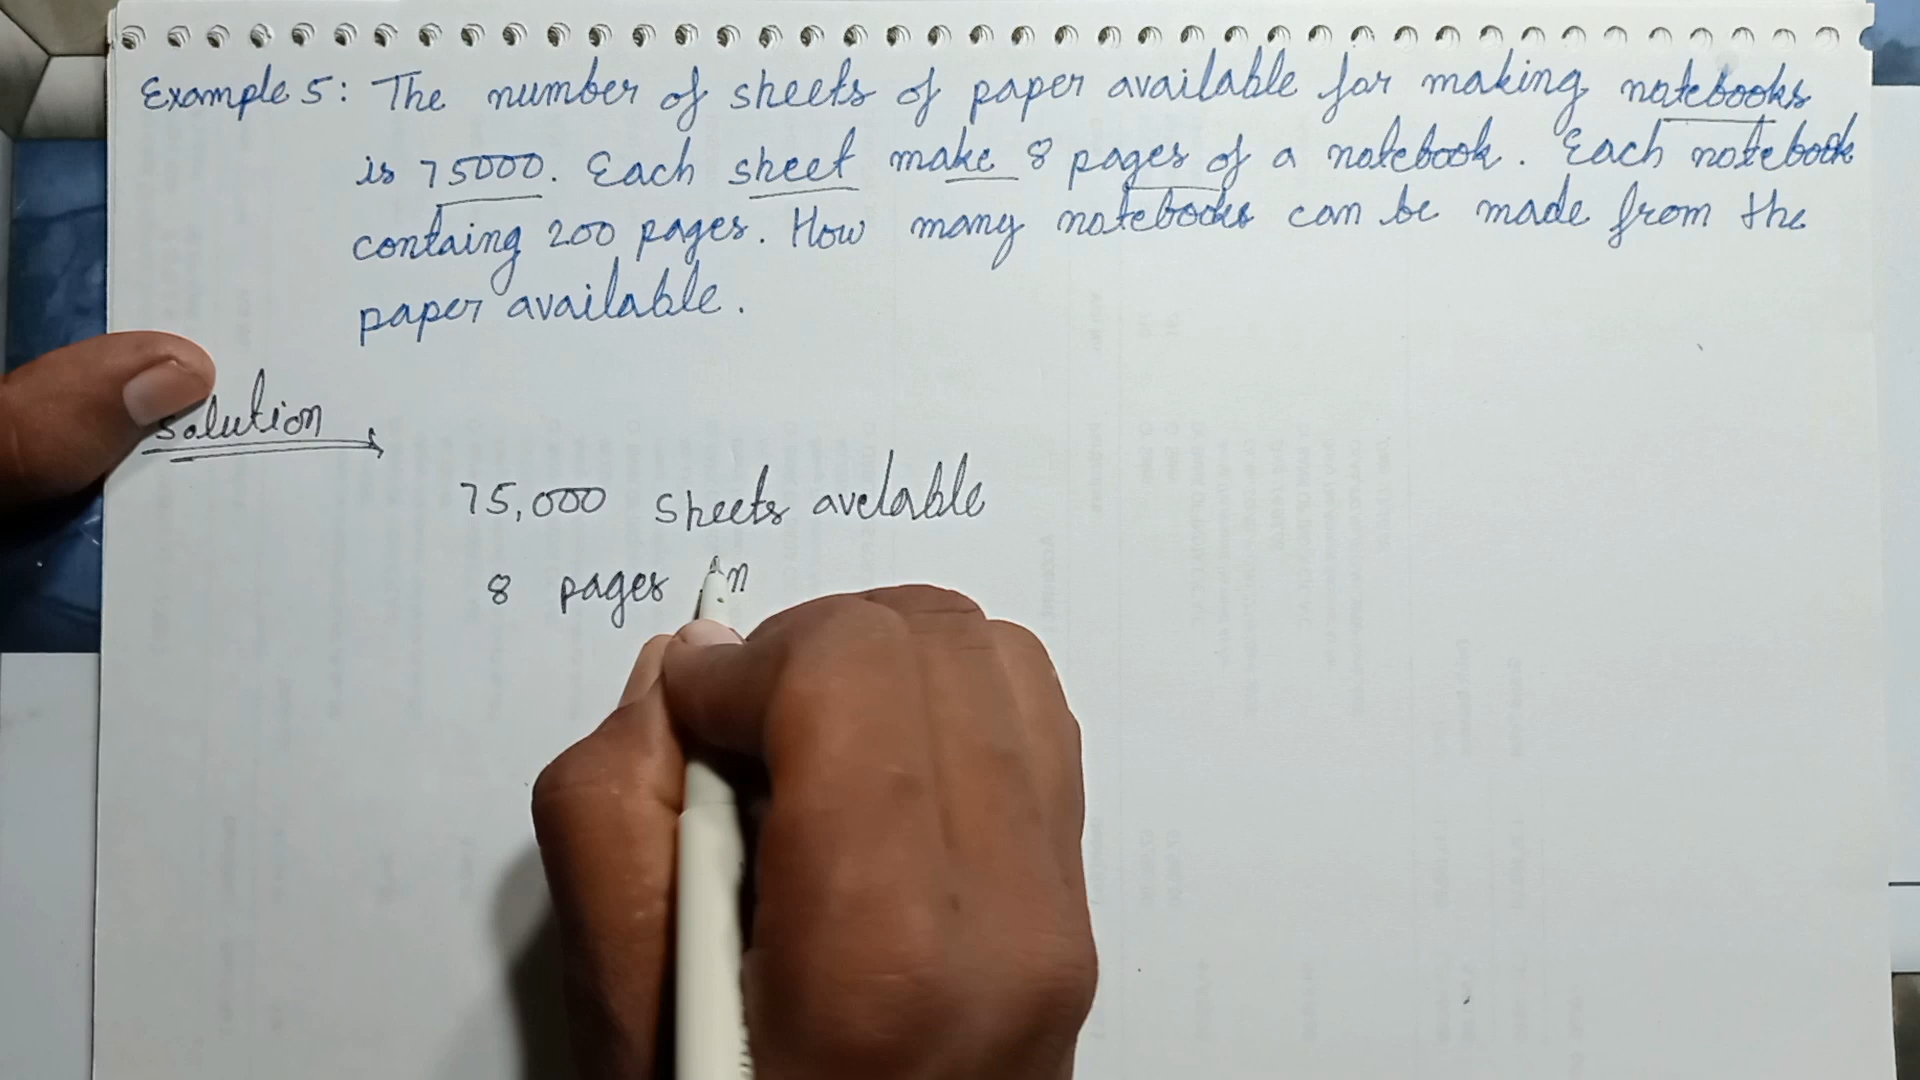 Example 5: The number of sheets of paper available for making notebooks
is 75000. Each sheet make 8 pages of a notebook. Each notebook
containg 200 pages. How many notebooks can be made from the
paper available.
Solution
75,000 Sheets avelable
8 pages in